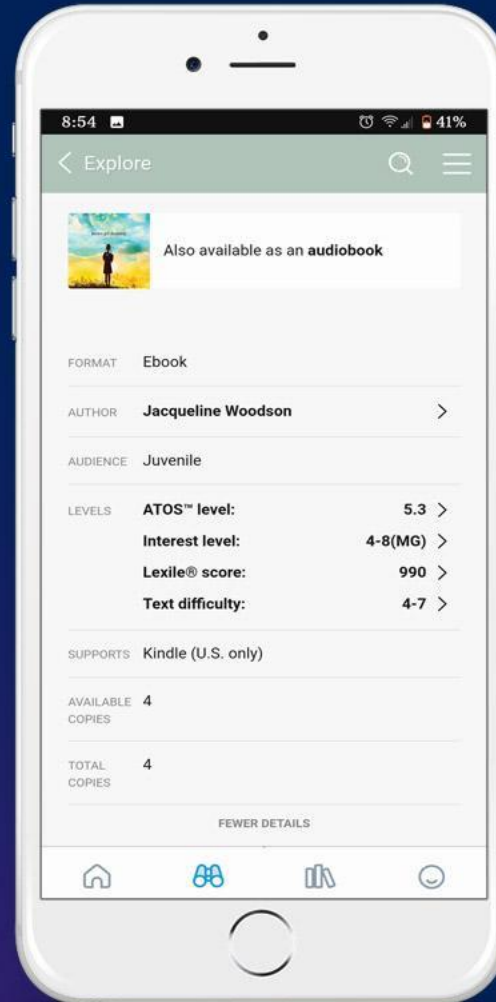 8:54 41%
Explore
Also available as an audiobook
FORMAT Ebook
AUTHOR Jacqueline Woodson
AUDIENCE Juvenile
LEVELS ATOS™ level: 5.3
Interest level: 4-8(MG)
Lexile® score: 990
Text difficulty: 4-7
SUPPORTS Kindle (U.S. only)
AVAILABLE COPIES 4
TOTAL COPIES 4
FEWER DETAILS